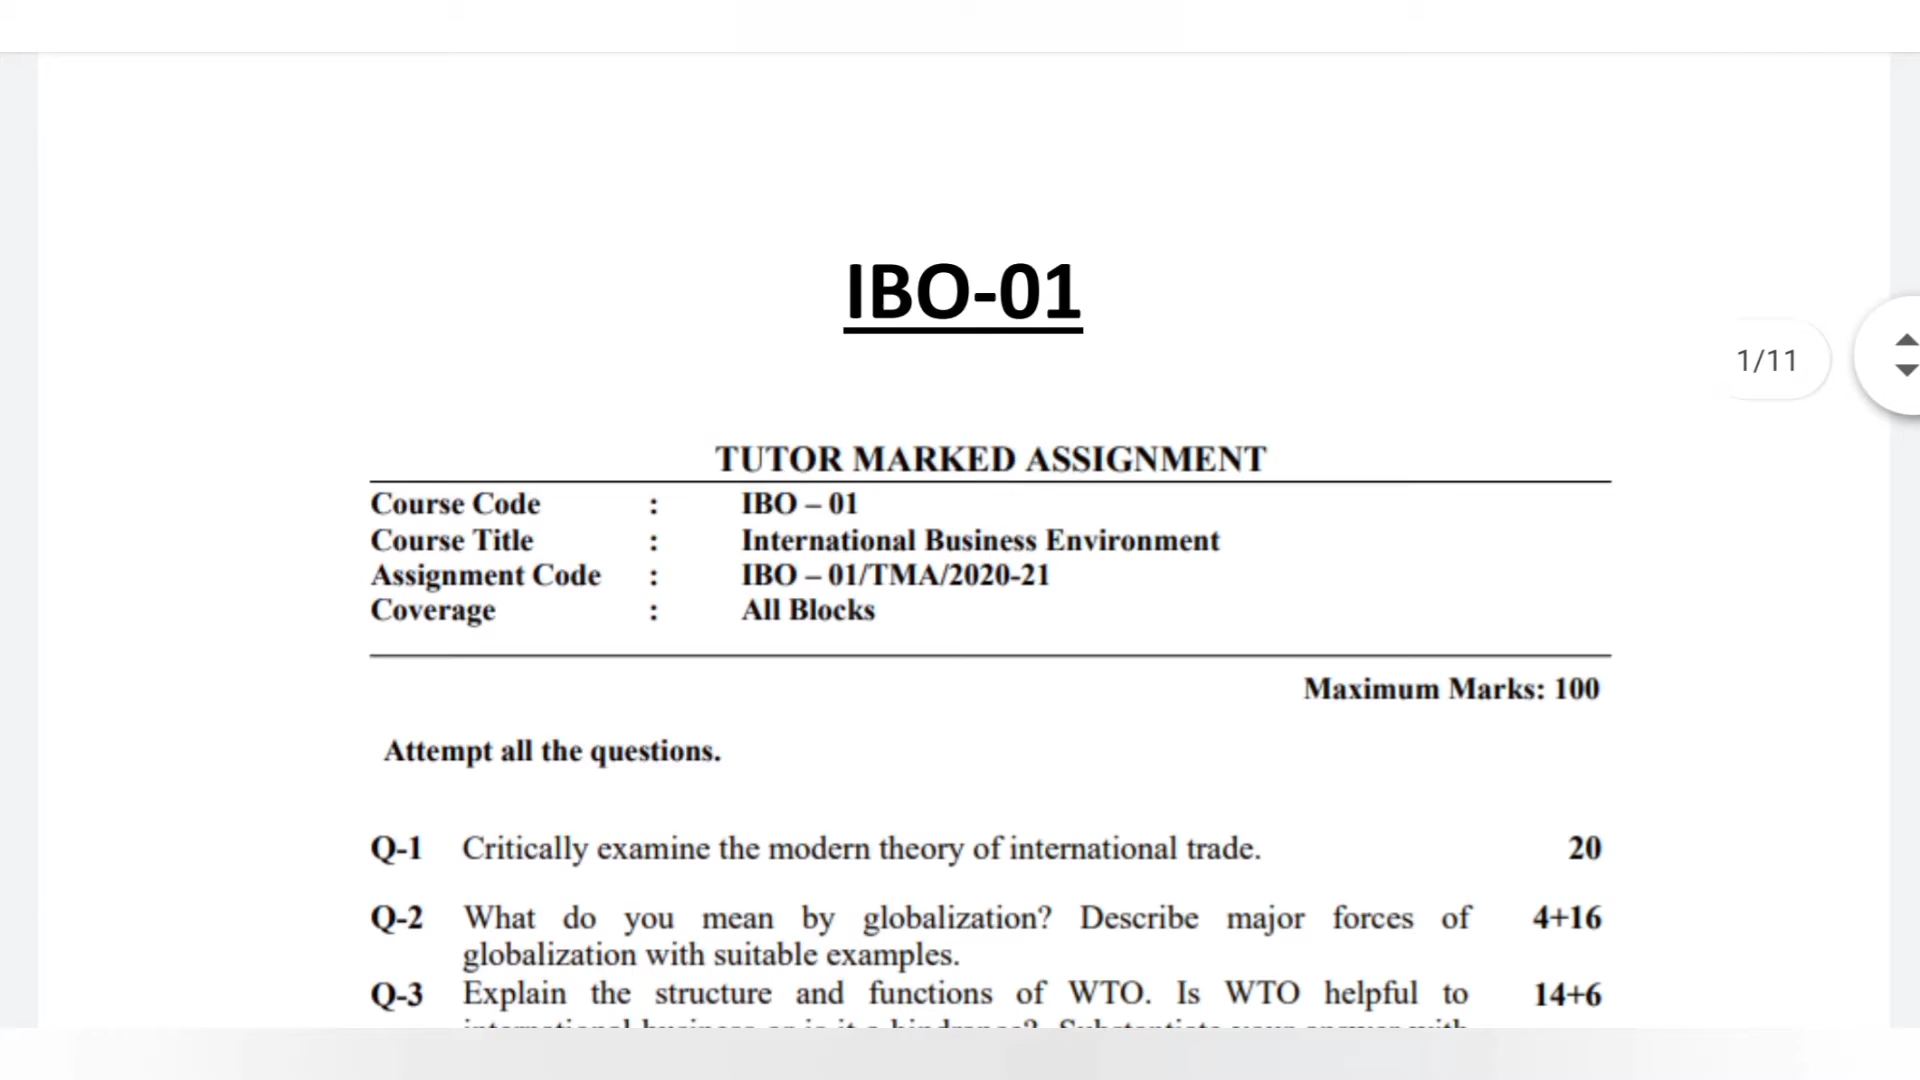 IBO-01
1/11
TUTOR MARKED ASSIGNMENT
Course Code : IBO – 01
Course Title : International Business Environment
Assignment Code : IBO – 01/TMA/2020-21
Coverage : All Blocks
Maximum Marks: 100
Attempt all the questions.
Q-1 Critically examine the modern theory of international trade. 20
Q-2 What do you mean by globalization? Describe major forces of 4+16
globalization with suitable examples.
Q-3 Explain the structure and functions of WTO. Is WTO helpful to 14+6